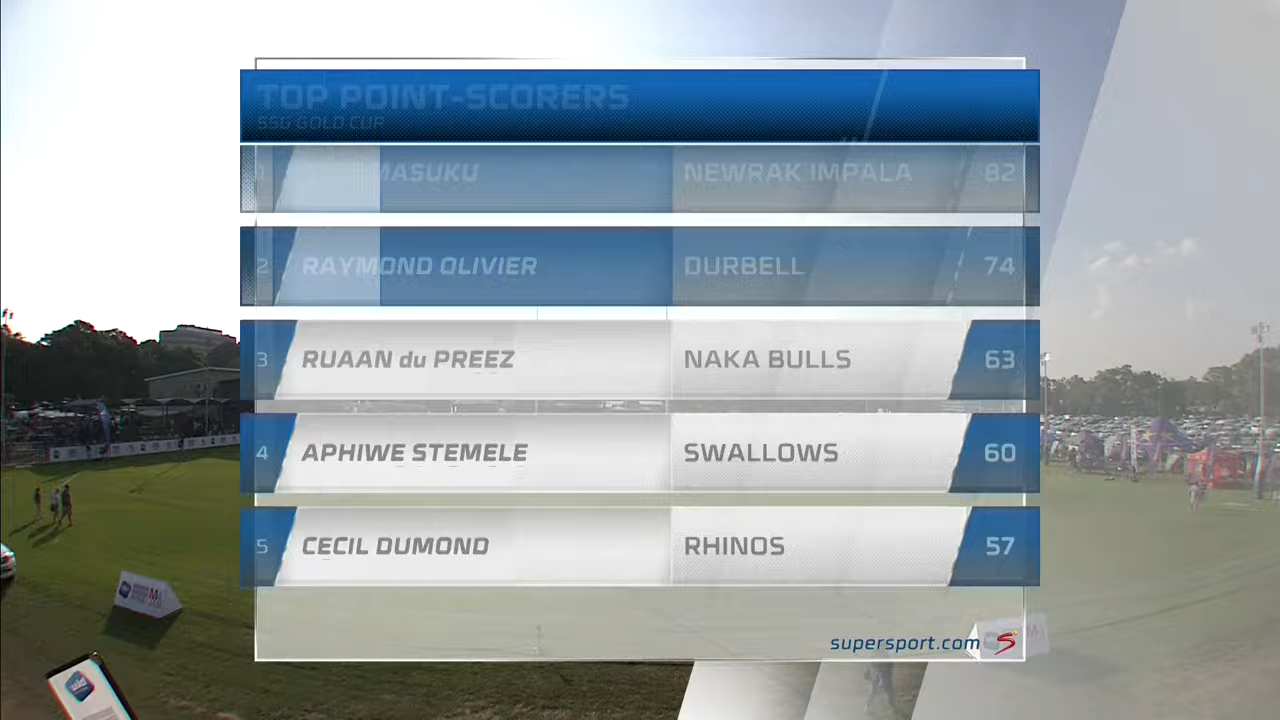 TOP POINT-SCORERS
SSG GOLD CUP
1 MASUKU NEWRAK IMPALA 82
2 RAYMOND OLIVIER DURBELL 74
3 RUAAN du PREEZ NAKA BULLS 63
4 APHIWE STEMELE SWALLOWS 60
5 CECIL DUMOND RHINOS 57
supersport.com S